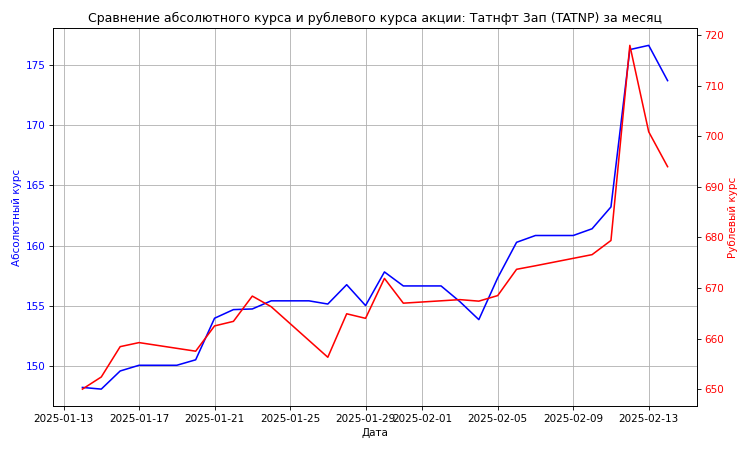 Сравнение абсолютного курса и рублевого курса акции: Татнфт 3ап (TATNP) за месяц
Абсолютный курс
175
170
165
160
155
150
720
710
700
690
680
670
660
650
Рублевый курс
2025-01-13 2025-01-17 2025-01-21 2025-01-25 2025-01-29 2025-02-01 2025-02-05 2025-02-09 2025-02-13
Дата